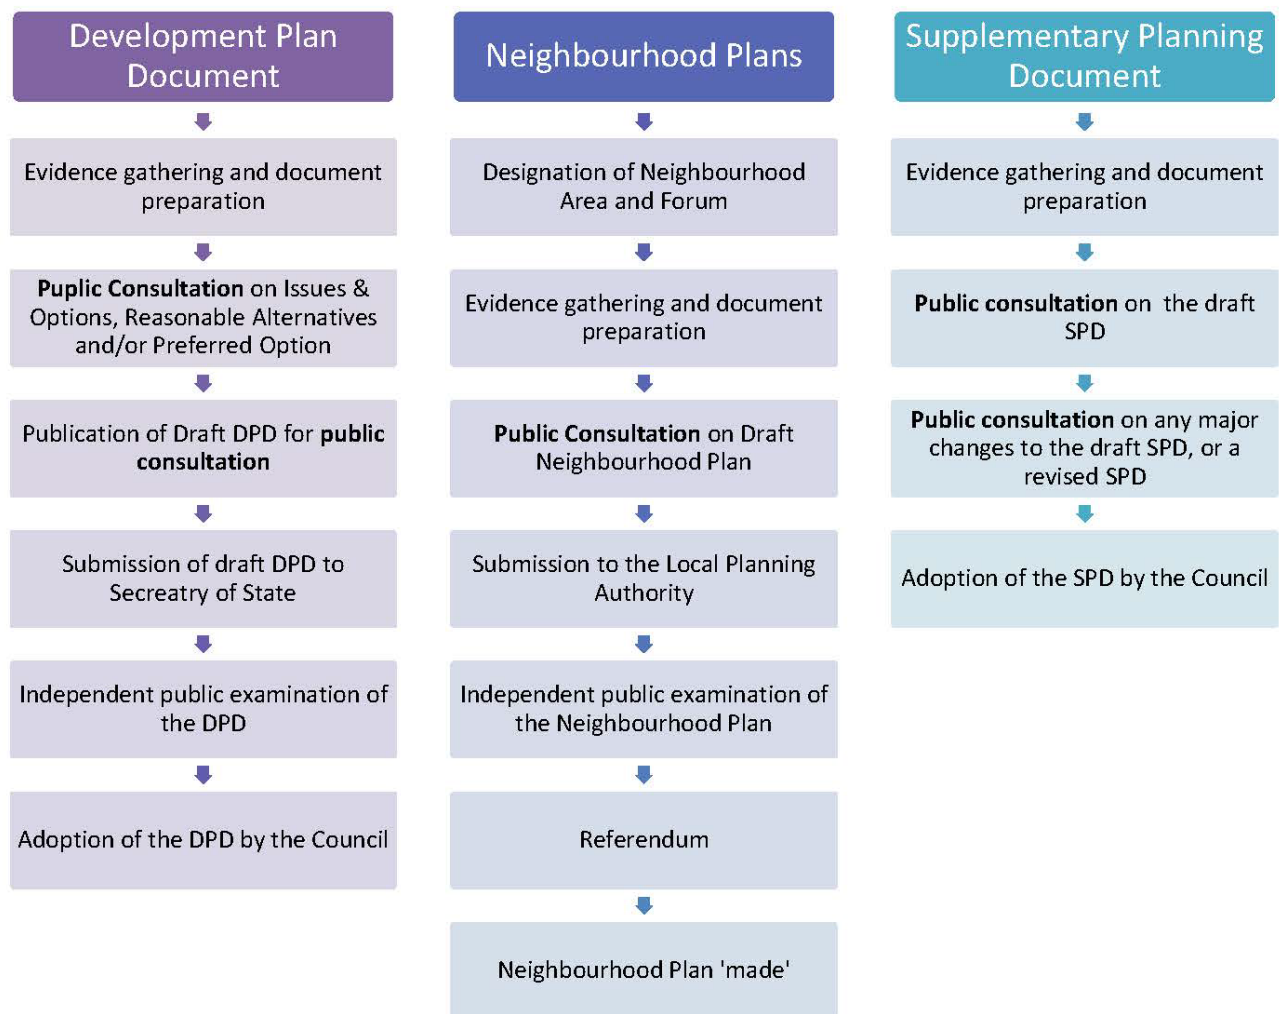 Development Plan
Document
Evidence gathering and document
preparation
Puplic Consultation on Issues &
Options, Reasonable Alternatives
and/or Preferred Option
Publication of Draft DPD for public
consultation
Submission of draft DPD to
Secreatry of State
Independent public examination of
the DPD
Adoption of the DPD by the Council
Neighbourhood Plans
Designation of Neighbourhood
Area and Forum
Evidence gathering and document
preparation
Public Consultation on Draft
Neighbourhood Plan
Submission to the Local Planning
Authority
Independent public examination of
the Neighbourhood Plan
Referendum
Neighbourhood Plan 'made'
Supplementary Planning
Document
Evidence gathering and document
preparation
Public consultation on the draft
SPD
Public consultation on any major
changes to the draft SPD, or a
revised SPD
Adoption of the SPD by the Council